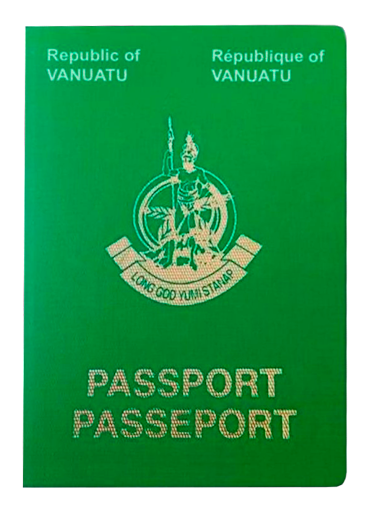 Republic of
VANUATU
République of
VANUATU
LONG GOD YUMI STANAP
PASSPORT
PASSEPORT